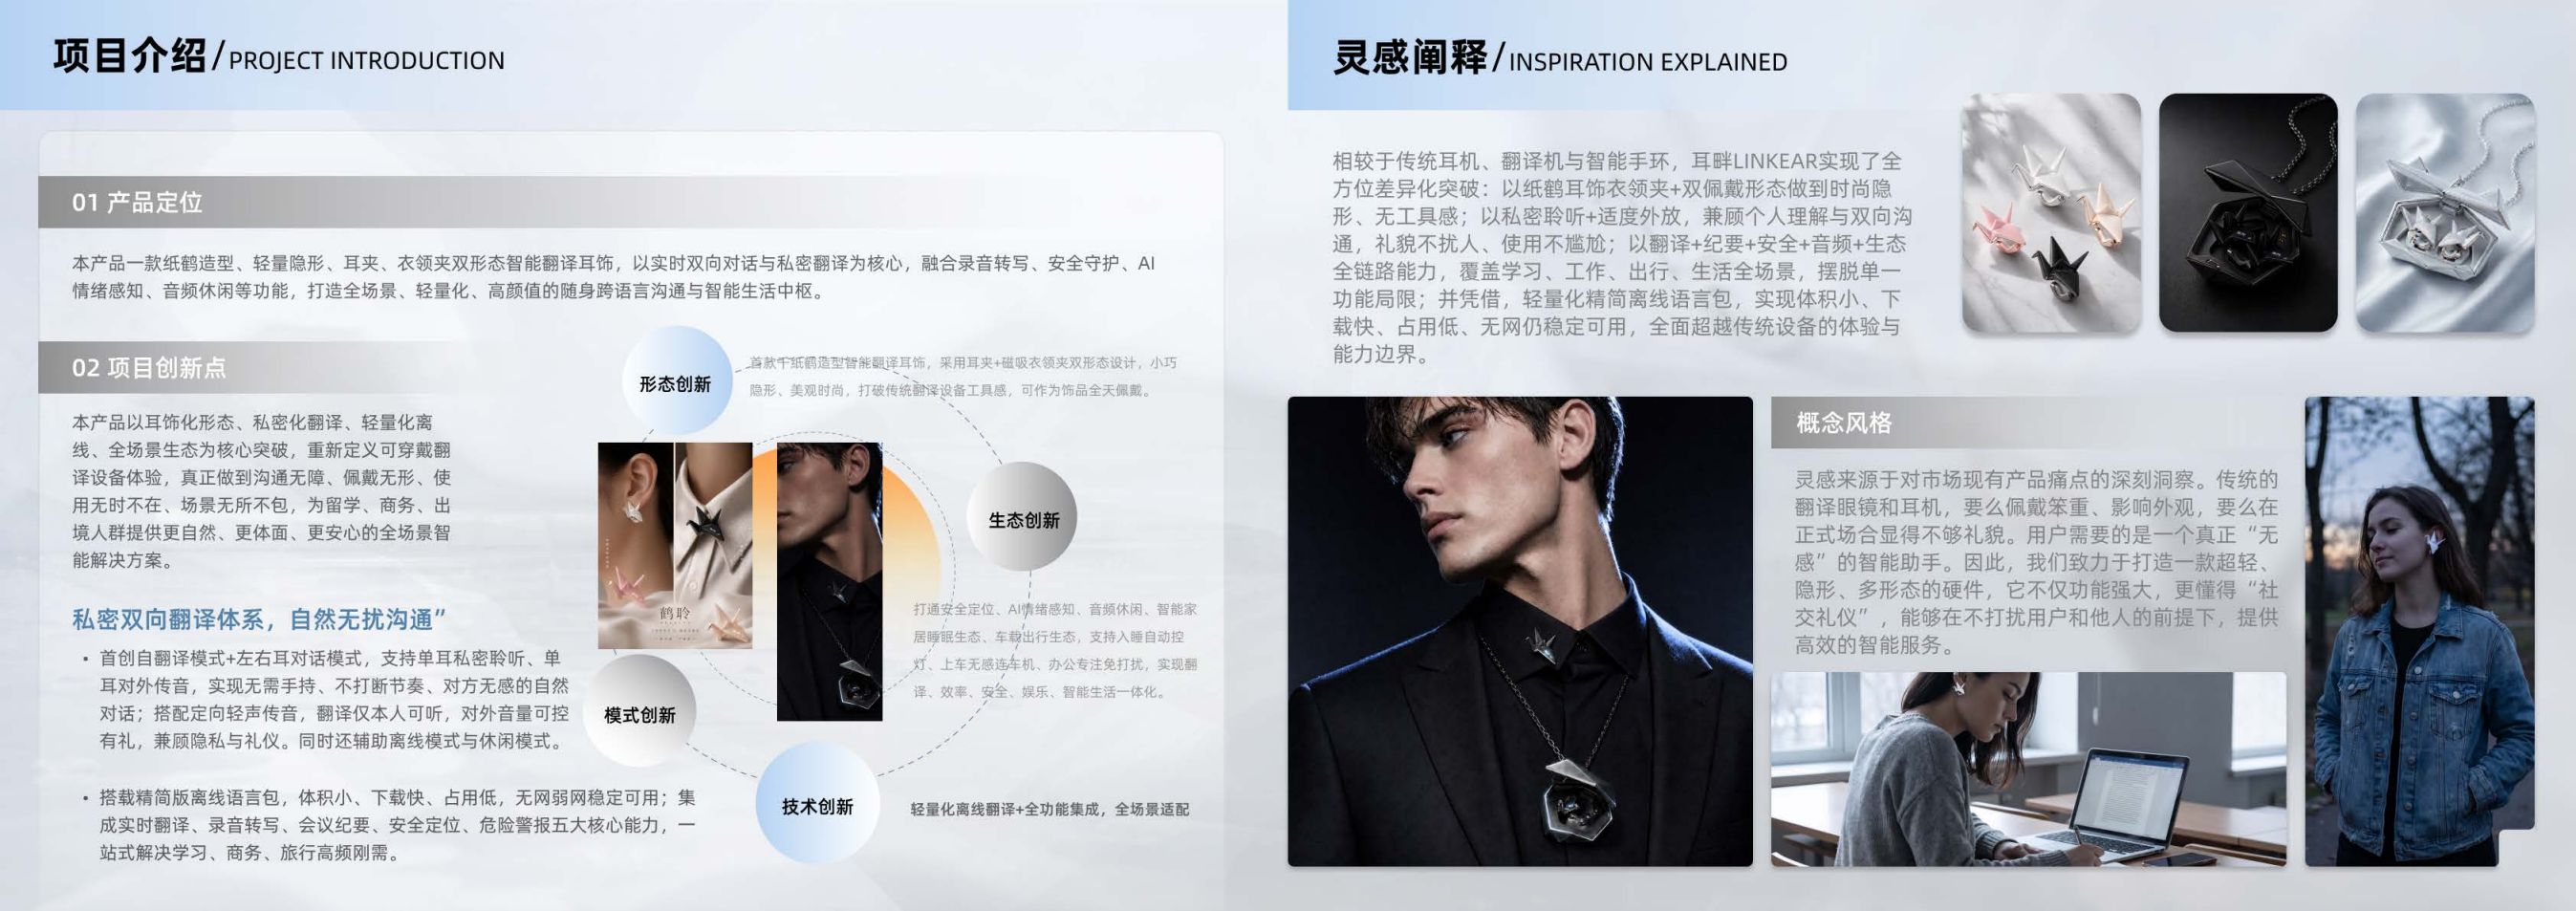 项目介绍/PROJECT INTRODUCTION
01 产品定位
本产品一款纸鹤造型、轻量隐形、耳夹、衣领夹双形态智能翻译耳饰，以实时双向对话与私密翻译为核心，融合录音转写、安全守护、AI
情绪感知、音频休闲等功能，打造全场景、轻量化、高颜值的随身跨语言沟通与智能生活中枢。
02 项目创新点
本产品以耳饰化形态、私密化翻译、轻量化离
线、全场景生态为核心突破，重新定义可穿戴翻
译设备体验，真正做到沟通无障、佩戴无形、使
用无时不在、场景无所不包，为留学、商务、出
境人群提供更自然、更体面、更安心的全场景智
能解决方案。
私密双向翻译体系，自然无扰沟通”
• 首创自翻译模式+左右耳对话模式，支持单耳私密聆听、单
耳对外传音，实现无需手持、不打断节奏、对方无感的自然
对话；搭配定向轻声传音，翻译仅本人可听，对外音量可控
有礼，兼顾隐私与礼仪。同时还辅助离线模式与休闲模式。
• 搭载精简版离线语言包，体积小、下载快、占用低，无网弱网稳定可用；集
成实时翻译、录音转写、会议纪要、安全定位、危险警报五大核心能力，一
站式解决学习、商务、旅行高频刚需。
形态创新
首款千纸鹤造型智能翻译耳饰，采用耳夹+磁吸衣领夹双形态设计，小巧
隐形、美观时尚，打破传统翻译设备工具感，可作为饰品全天佩戴。
生态创新
鹤聆
打通安全定位、AI情绪感知、音频休闲、智能家
居睡眠生态、车载出行生态，支持入睡自动控
灯、上车无感连车机、办公专注免打扰，实现翻
译、效率、安全、娱乐、智能生活一体化。
模式创新
技术创新
轻量化离线翻译+全功能集成，全场景适配
灵感阐释/INSPIRATION EXPLAINED
相较于传统耳机、翻译机与智能手环，耳畔LINKEAR实现了全
方位差异化突破：以纸鹤耳饰衣领夹+双佩戴形态做到时尚隐
形、无工具感；以私密聆听+适度外放，兼顾个人理解与双向沟
通，礼貌不扰人、使用不尴尬；以翻译+纪要+安全+音频+生态
全链路能力，覆盖学习、工作、出行、生活全场景，摆脱单一
功能局限；并凭借，轻量化精简离线语言包，实现体积小、下
载快、占用低、无网仍稳定可用，全面超越传统设备的体验与
能力边界。
概念风格
灵感来源于对市场现有产品痛点的深刻洞察。传统的
翻译眼镜和耳机，要么佩戴笨重、影响外观，要么在
正式场合显得不够礼貌。用户需要的是一个真正“无
感”的智能助手。因此，我们致力于打造一款超轻、
隐形、多形态的硬件，它不仅功能强大，更懂得“社
交礼仪”，能够在不打扰用户和他人的前提下，提供
高效的智能服务。